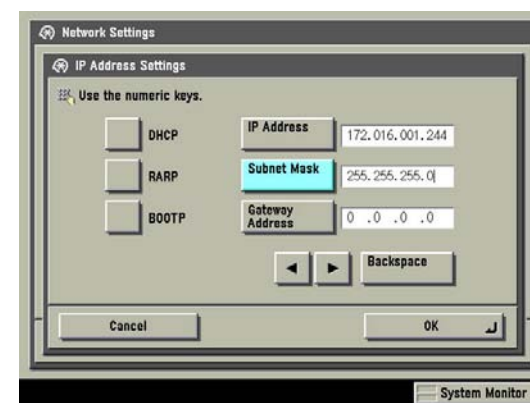 Network Settings
IP Address Settings
Use the numeric keys.
DHCP
IP Address
172.016.001.244
RARP
Subnet Mask
255.255.255.0
BOOTP
Gateway
Address
0 .0 .0 .0
Backspace
Cancel
OK
System Monitor